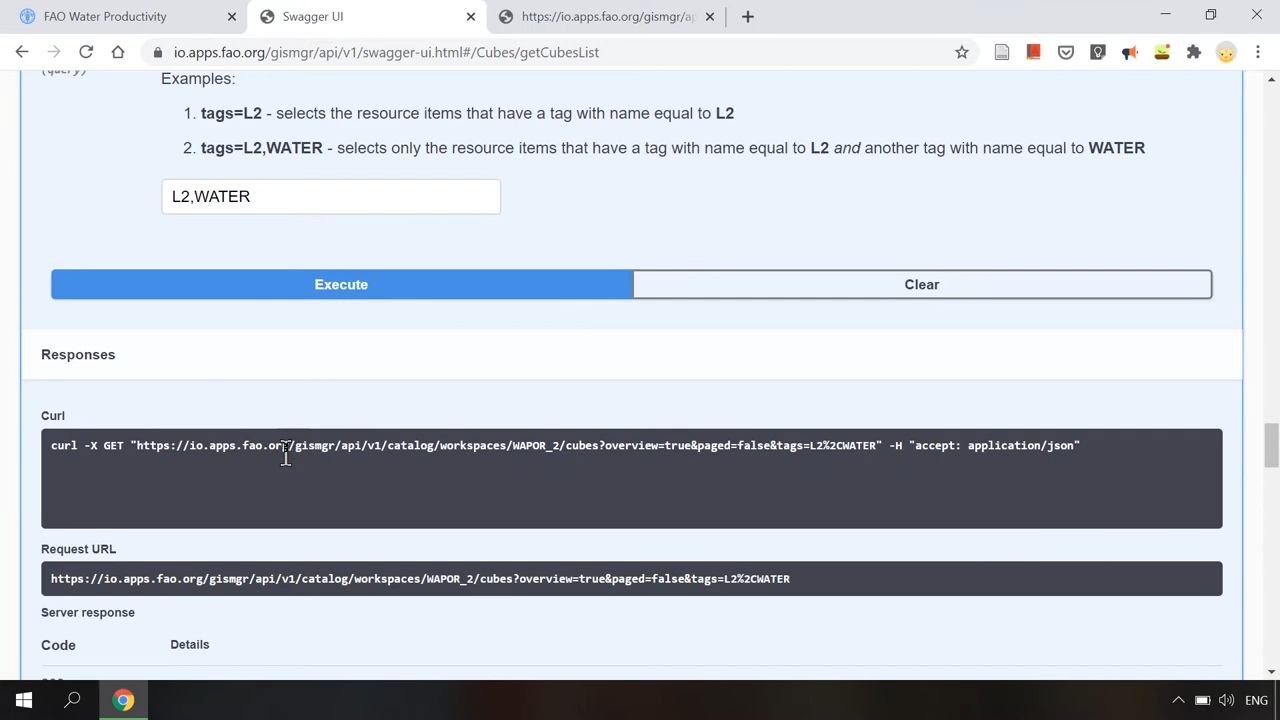 FAO Water Productivity
Swagger UI
https://io.apps.fao.org/gismgr/ap
io.apps.fao.org/gismgr/api/v1/swagger-ui.html#/Cubes/getCubesList
(query)
Examples:
1. tags=L2 - selects the resource items that have a tag with name equal to L2
2. tags=L2,WATER - selects only the resource items that have a tag with name equal to L2 and another tag with name equal to WATER
L2,WATER
Execute
Clear
Responses
Curl
curl -X GET "https://io.apps.fao.org/gismgr/api/v1/catalog/workspaces/WAPOR_2/cubes?overview=true&paged=false&tags=L2%2CWATER" -H "accept: application/json"
Request URL
https://io.apps.fao.org/gismgr/api/v1/catalog/workspaces/WAPOR_2/cubes?overview=true&paged=false&tags=L2%2CWATER
Server response
Code
Details
ENG